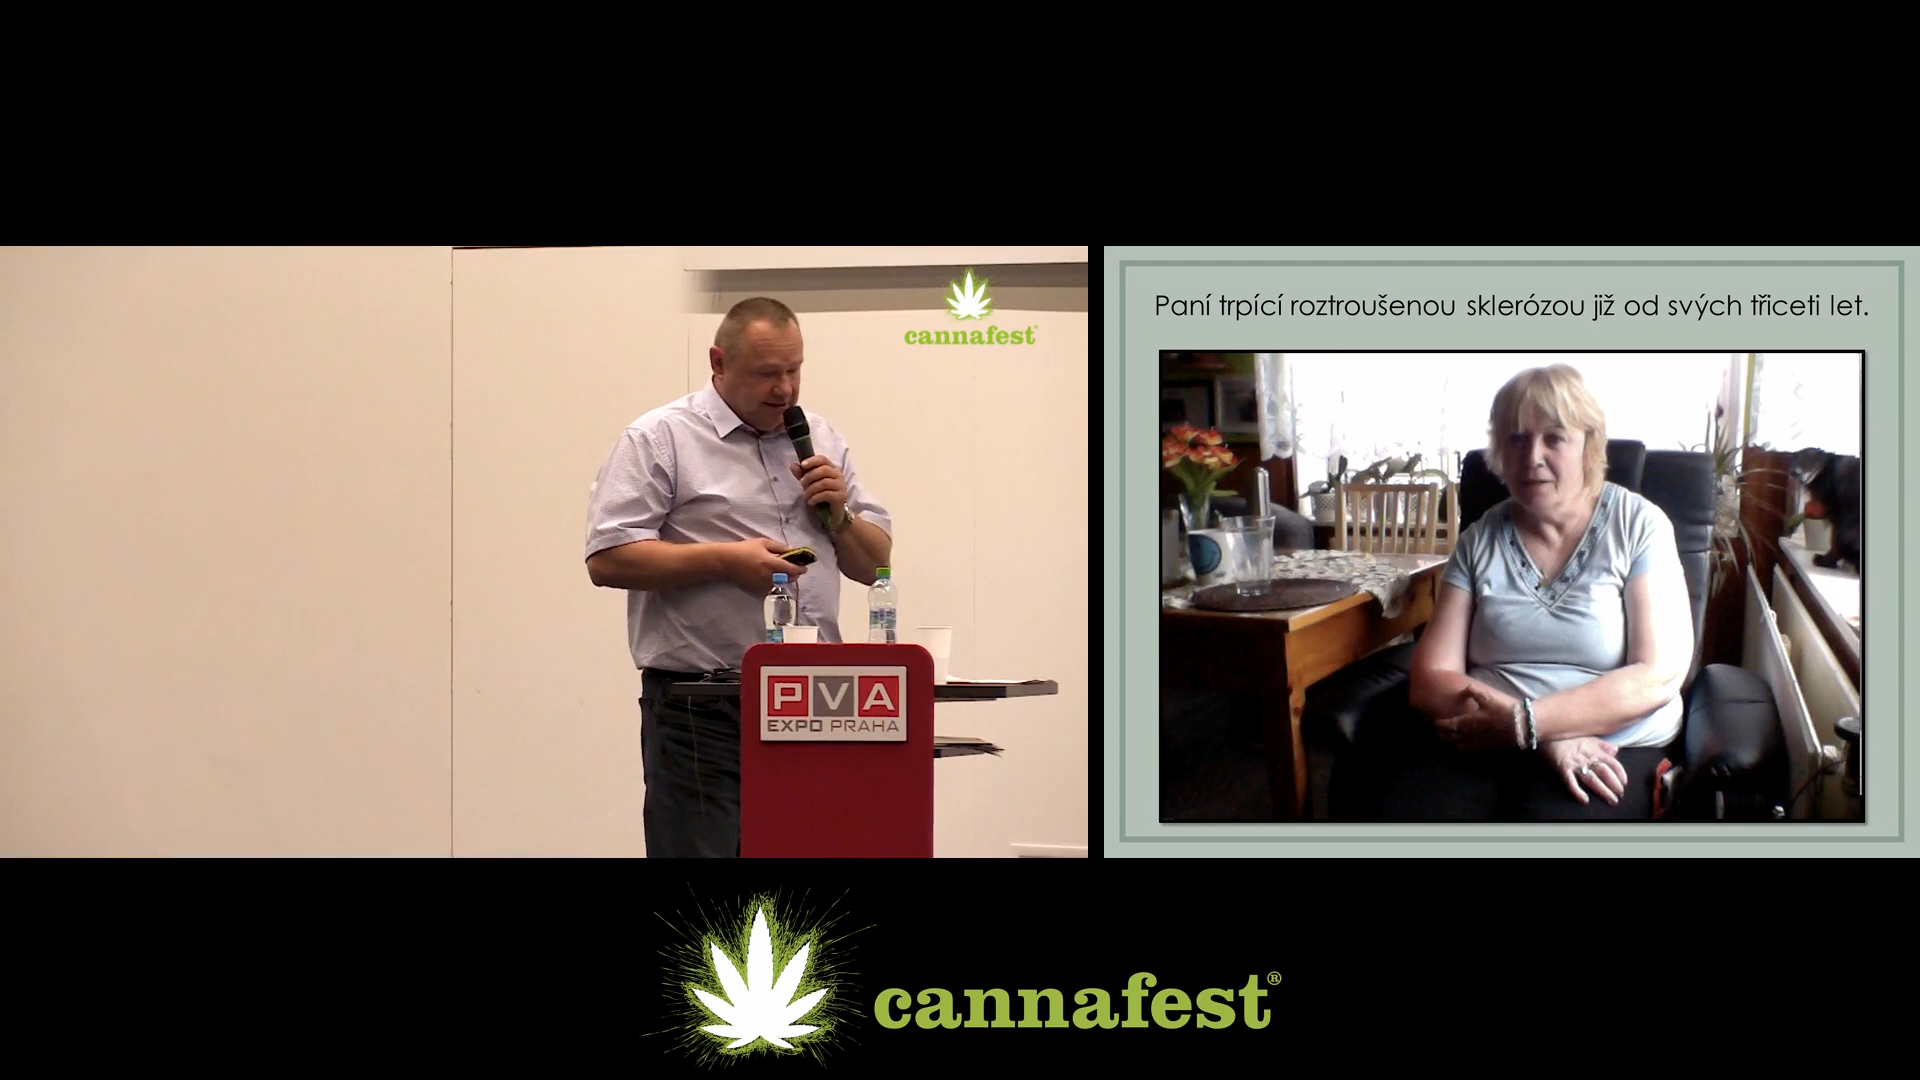 cannafest
Paní trpící roztroušenou sklerózou již od svých třiceti let.
PVA
EXPO PRAHA
cannafest®